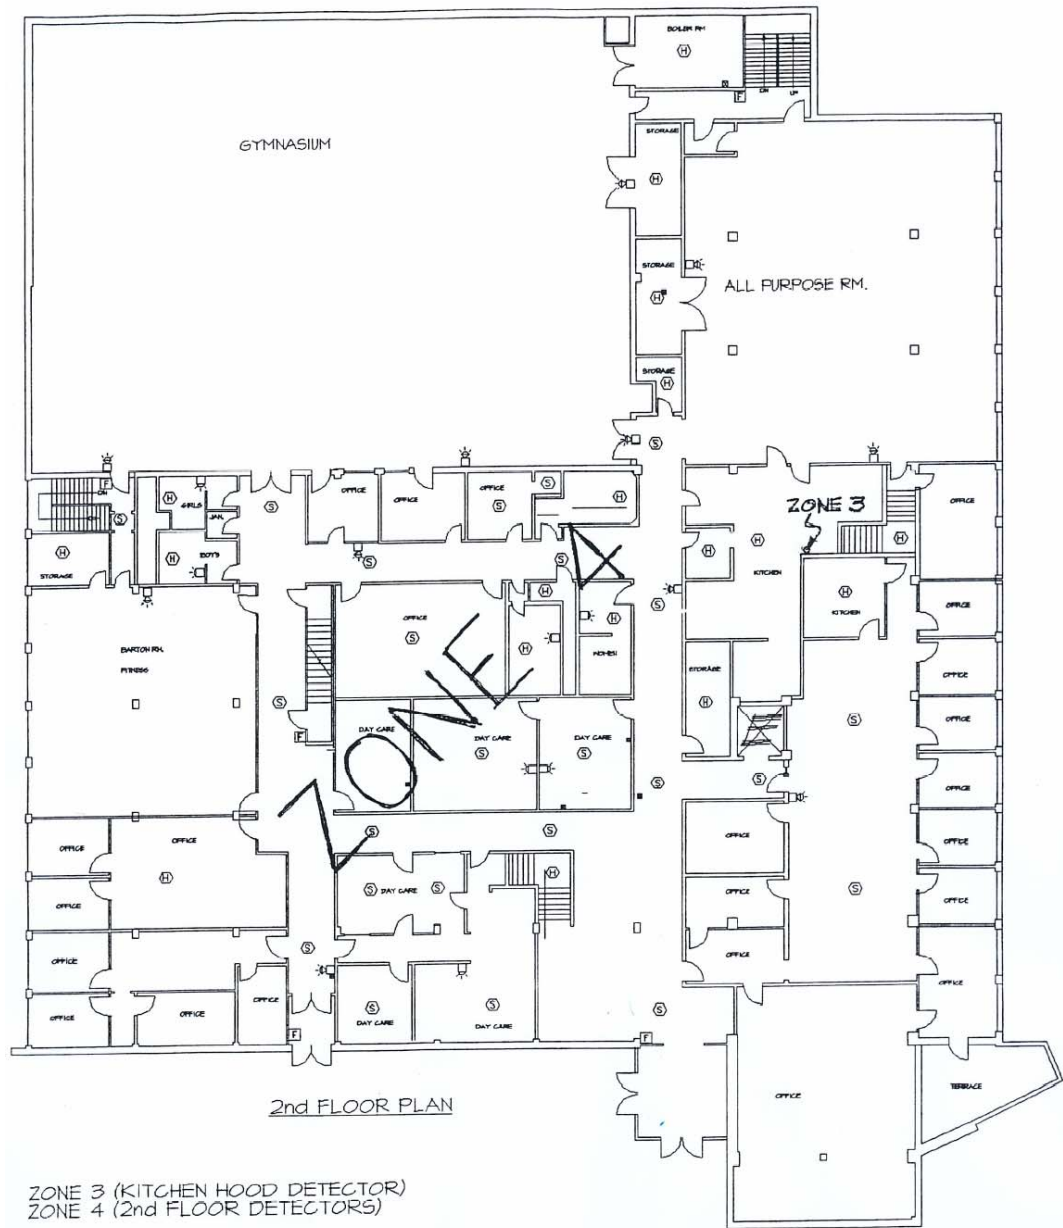 BOILER RM
H
DN
UP
F
STORAGE
H
GYMNASIUM
STORAGE
H
ALL PURPOSE RM.
STORAGE
H
S
F
DN
S
H
GIRLS
JAN.
S
OFFICE
OFFICE
OFFICE
S
S
H
ZONE 3
OFFICE
H
STORAGE
H
BOYS
S
S
H
H
KITCHEN
H
H
KITCHEN
OFFICE
S
H
H
H
S
OFFICE
BARTON RM.
FITNESS
STORAGE
H
OFFICE
S
F
DAY CARE
DAY CARE
S
DAY CARE
S
S
OFFICE
ZONE 4
S
S
OFFICE
S
S
OFFICE
OFFICE
H
OFFICE
OFFICE
S
DAY CARE
S
H
OFFICE
S
OFFICE
OFFICE
OFFICE
S
OFFICE
OFFICE
OFFICE
OFFICE
OFFICE
S
DAY CARE
S
DAY CARE
S
F
F
OFFICE
TERRACE
2nd FLOOR PLAN
ZONE 3 (KITCHEN HOOD DETECTOR)
ZONE 4 (2nd FLOOR DETECTORS)